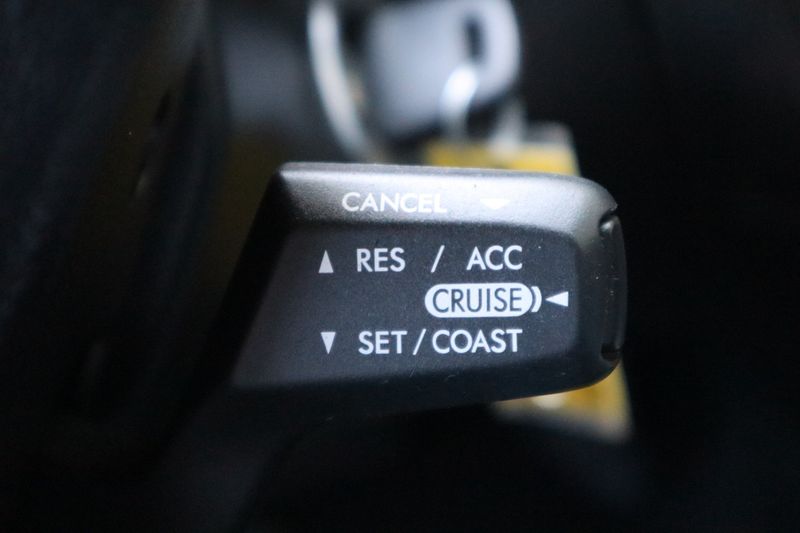 CANCEL
RES / ACC
CRUISE
SET / COAST